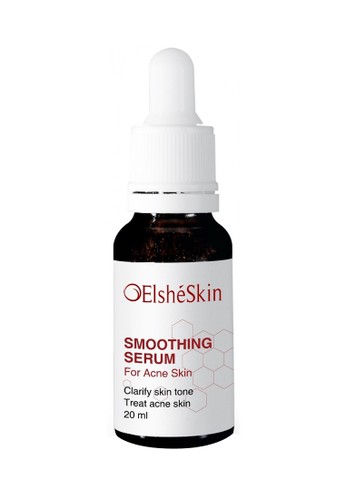 ElshéSkin
SMOOTHING
SERUM
For Acne Skin
Clarify skin tone
Treat acne skin
20 ml